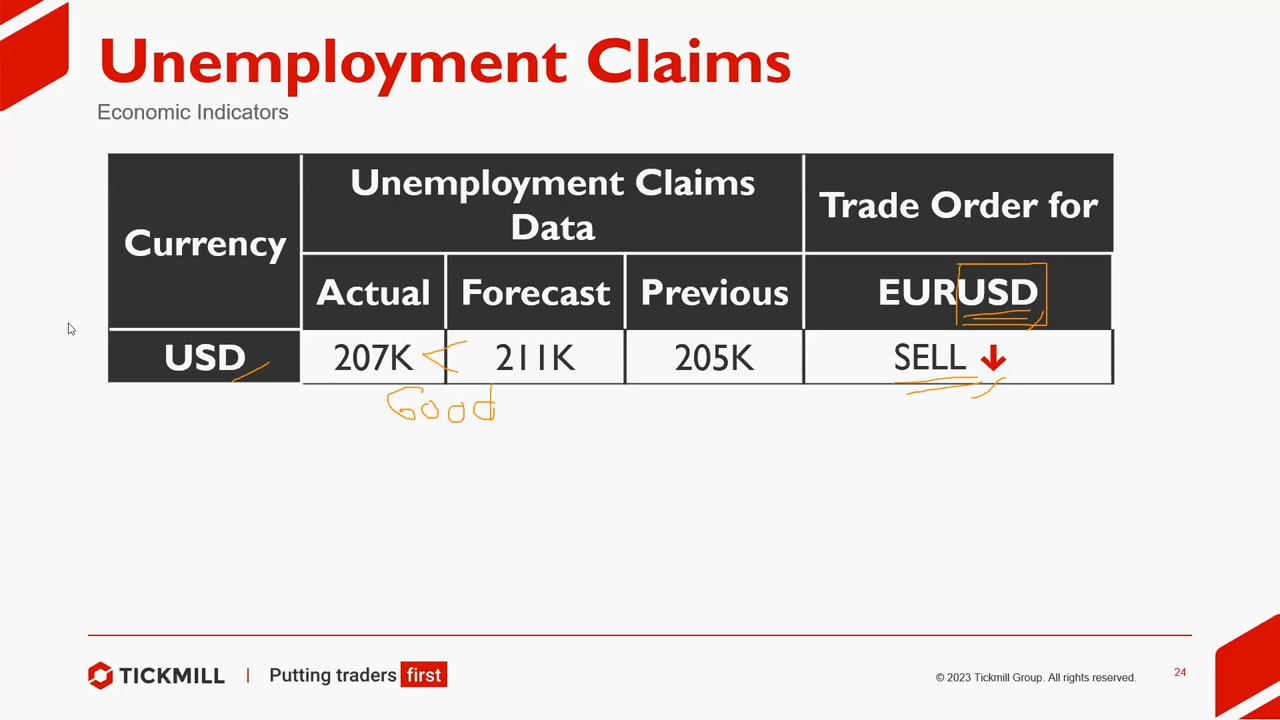 Unemployment Claims
Economic Indicators
Currency
Unemployment Claims
Data
Trade Order for
Actual Forecast Previous EURUSD
USD 207K < 211K 205K SELL ↓
Good
TICKMILL | Putting traders first
© 2023 Tickmill Group. All rights reserved.
24